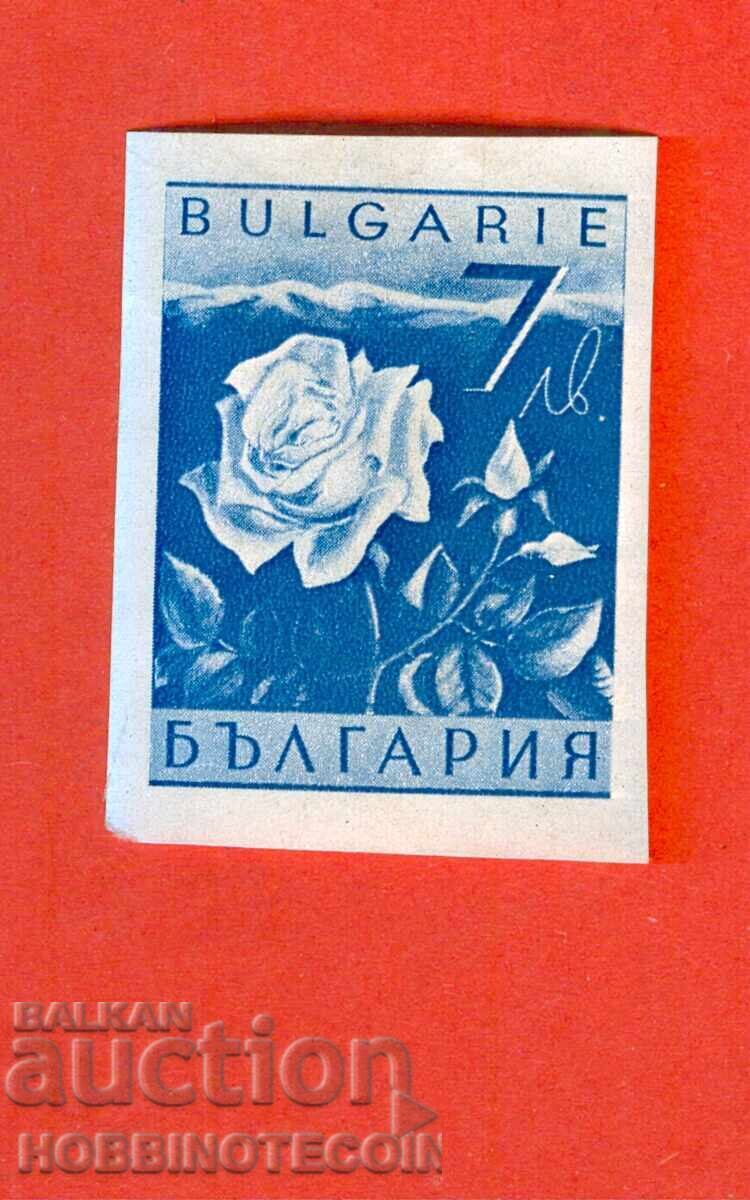 BULGARIE
7
лв.
БЪЛГАРИЯ
BALKAN
auction
HOBBINOTECOIN